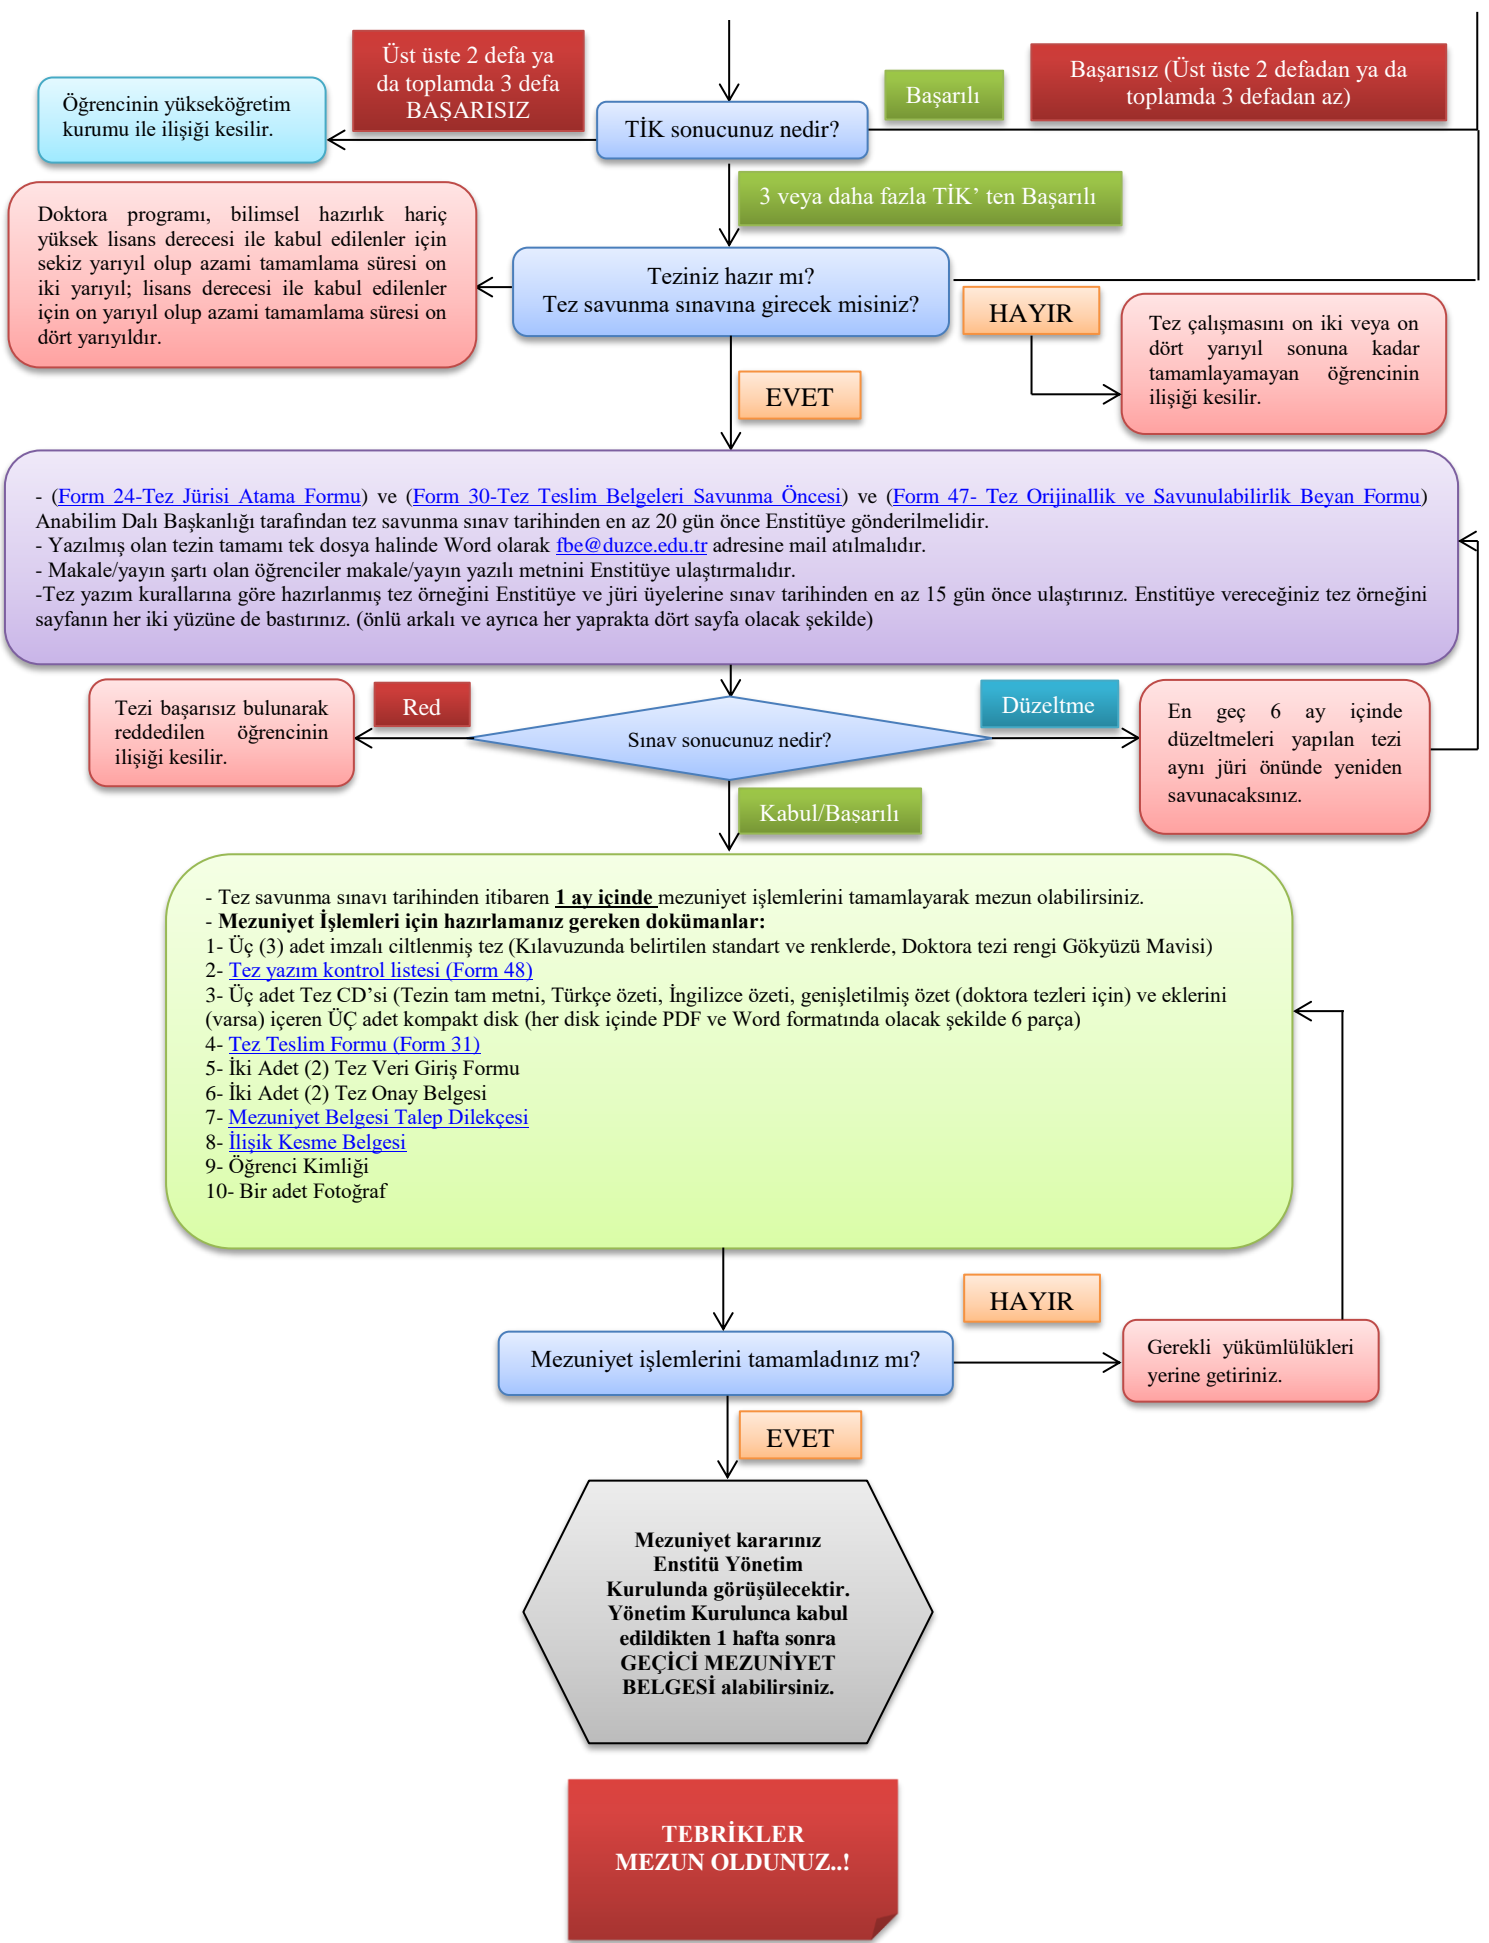 Üst üste 2 defa ya
da toplamda 3 defa
BAŞARISIZ
Başarılı
Başarısız (Üst üste 2 defadan ya da
toplamda 3 defadan az)
Öğrencinin yükseköğretim
kurumu ile ilişiği kesilir.
TİK sonucunuz nedir?
3 veya daha fazla TİK’ ten Başarılı
Doktora programı, bilimsel hazırlık hariç
yüksek lisans derecesi ile kabul edilenler için
sekiz yarıyıl olup azami tamamlama süresi on
iki yarıyıl; lisans derecesi ile kabul edilenler
için on yarıyıl olup azami tamamlama süresi on
dört yarıyıldır.
Teziniz hazır mı?
Tez savunma sınavına girecek misiniz?
HAYIR
Tez çalışmasını on iki veya on
dört yarıyıl sonuna kadar
tamamlayamayan öğrencinin
ilişiği kesilir.
EVET
- (Form 24-Tez Jürisi Atama Formu) ve (Form 30-Tez Teslim Belgeleri Savunma Öncesi) ve (Form 47- Tez Orijinallik ve Savunulabilirlik Beyan Formu)
Anabilim Dalı Başkanlığı tarafından tez savunma sınav tarihinden en az 20 gün önce Enstitüye gönderilmelidir.
- Yazılmış olan tezin tamamı tek dosya halinde Word olarak fbe@duzce.edu.tr adresine mail atılmalıdır.
- Makale/yayın şartı olan öğrenciler makale/yayın yazılı metnini Enstitüye ulaştırmalıdır.
-Tez yazım kurallarına göre hazırlanmış tez örneğini Enstitüye ve jüri üyelerine sınav tarihinden en az 15 gün önce ulaştırınız. Enstitüye vereceğiniz tez örneğini
sayfanın her iki yüzüne de bastırınız. (önlü arkalı ve ayrıca her yaprakta dört sayfa olacak şekilde)
Tezi başarısız bulunarak
reddedilen öğrencinin
ilişiği kesilir.
Red
Sınav sonucunuz nedir?
Düzeltme
En geç 6 ay içinde
düzeltmeleri yapılan tezi
aynı jüri önünde yeniden
savunacaksınız.
Kabul/Başarılı
- Tez savunma sınavı tarihinden itibaren 1 ay içinde mezuniyet işlemlerini tamamlayarak mezun olabilirsiniz.
- Mezuniyet İşlemleri için hazırlamanız gereken dokümanlar:
1- Üç (3) adet imzalı ciltlenmiş tez (Kılavuzunda belirtilen standart ve renklerde, Doktora tezi rengi Gökyüzü Mavisi)
2- Tez yazım kontrol listesi (Form 48)
3- Üç adet Tez CD’si (Tezin tam metni, Türkçe özeti, İngilizce özeti, genişletilmiş özet (doktora tezleri için) ve eklerini
(varsa) içeren ÜÇ adet kompakt disk (her disk içinde PDF ve Word formatında olacak şekilde 6 parça)
4- Tez Teslim Formu (Form 31)
5- İki Adet (2) Tez Veri Giriş Formu
6- İki Adet (2) Tez Onay Belgesi
7- Mezuniyet Belgesi Talep Dilekçesi
8- İlişik Kesme Belgesi
9- Öğrenci Kimliği
10- Bir adet Fotoğraf
HAYIR
Mezuniyet işlemlerini tamamladınız mı?
Gerekli yükümlülükleri
yerine getiriniz.
EVET
Mezuniyet kararınız
Enstitü Yönetim
Kurulunda görüşülecektir.
Yönetim Kurulunca kabul
edildikten 1 hafta sonra
GEÇİCİ MEZUNİYET
BELGESİ alabilirsiniz.
TEBRİKLER
MEZUN OLDUNUZ..!